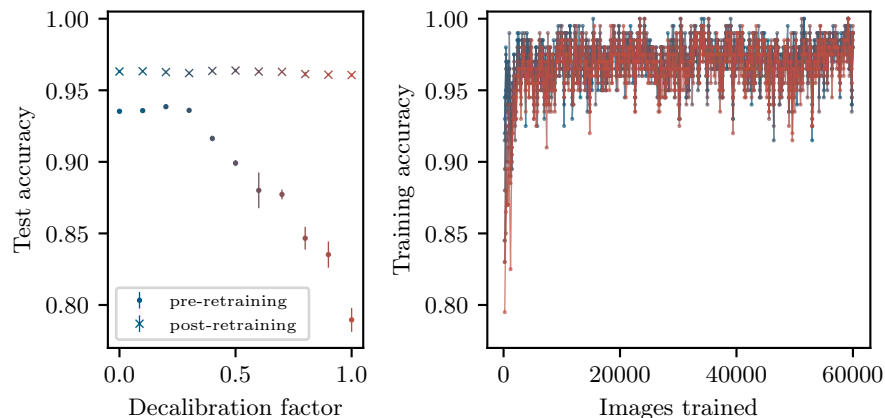 1.00
0.95
0.90
0.85
0.80
Test accuracy
pre-retraining
post-retraining
0.0 0.5 1.0
Decalibration factor
1.00
0.95
0.90
0.85
0.80
Training accuracy
0 20000 40000 60000
Images trained